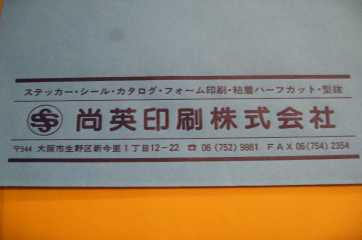 ステッカー・シール・カタログ・フォーム印刷・粘着ハーフカット・型抜
尚英印刷株式会社
〒544 大阪市生野区新今里1丁目12-22 ☎ 06 (752) 9881 FAX 06 (754) 2354